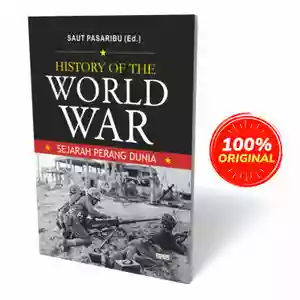 SAUT PASARIBU (Ed.)
HISTORY OF THE
WORLD
WAR
SEJARAH PERANG DUNIA
100%
ORIGINAL